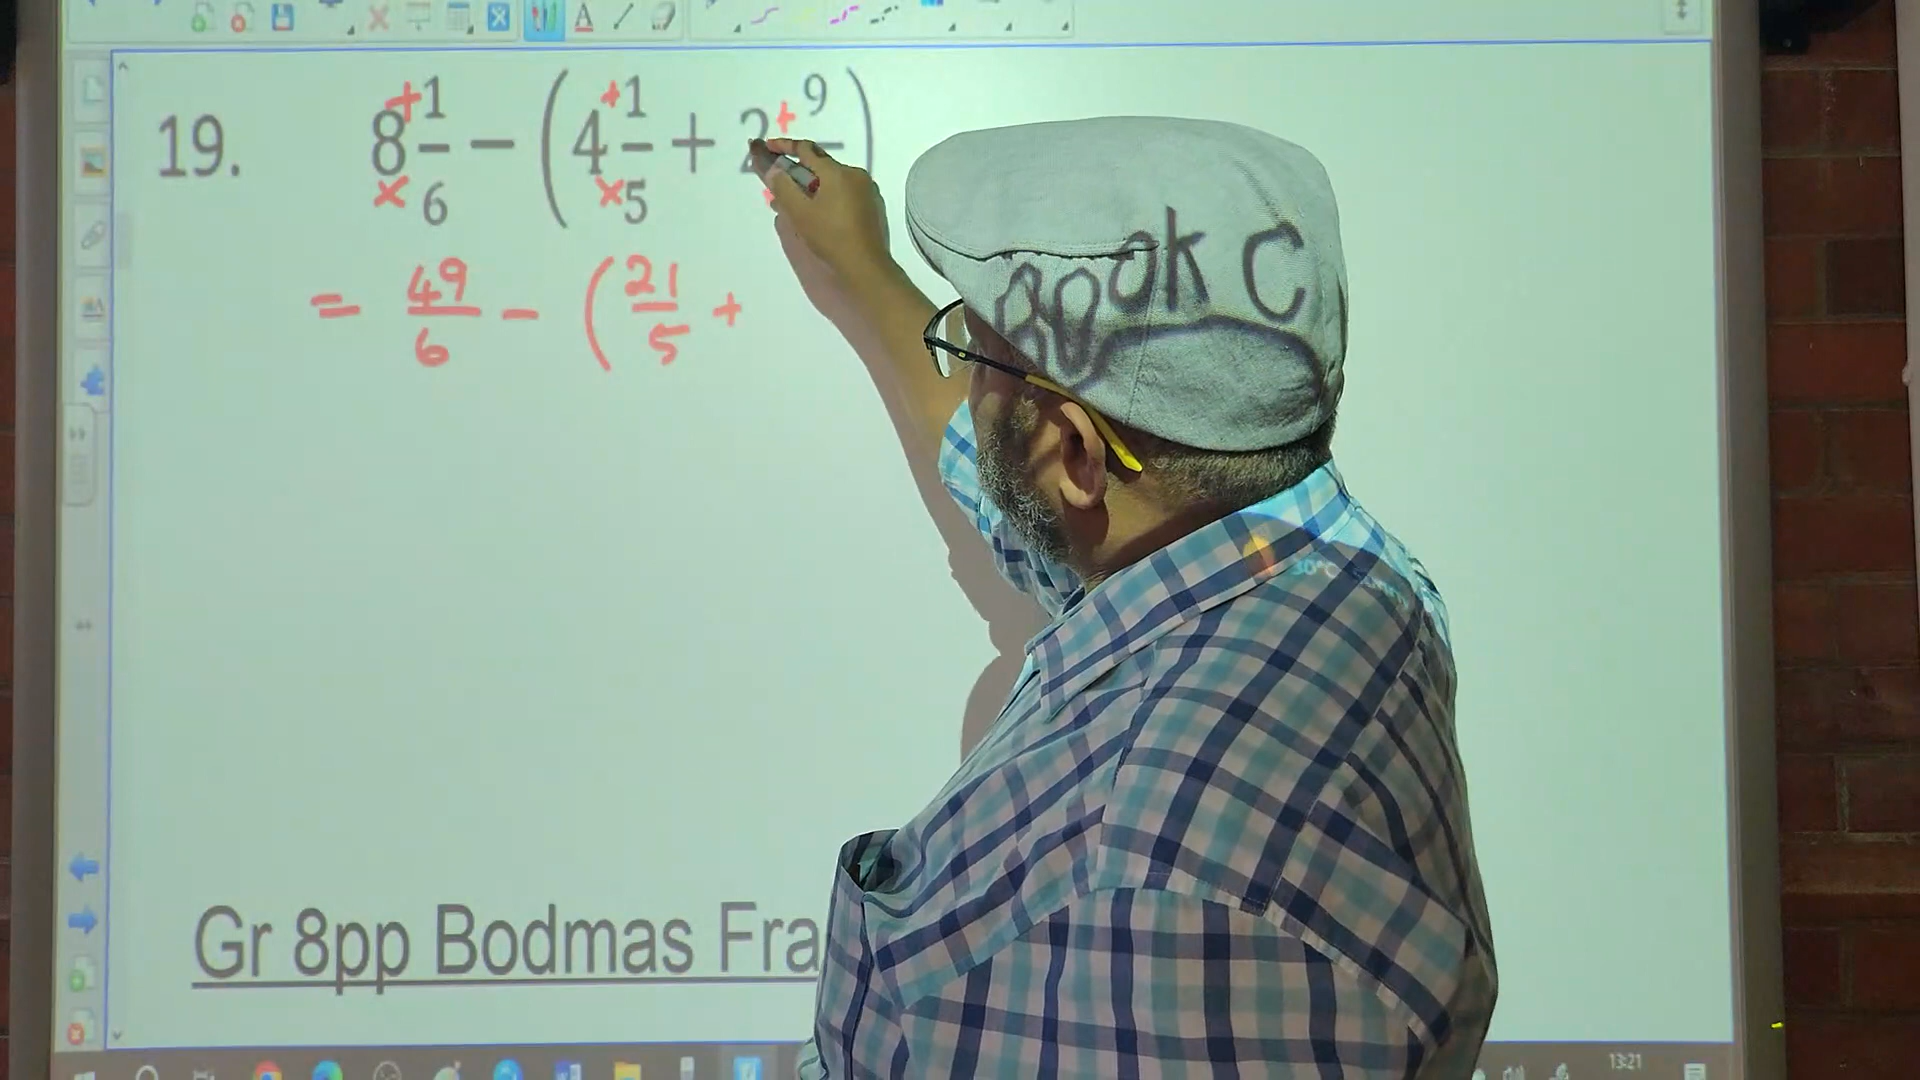 19. 8 + 1/6 − ( 4 + 1/5 + 2 + 9
× × 
= 49/6 − ( 21/5 +
BOOK C
30°C
Gr 8pp Bodmas Fra
13:21